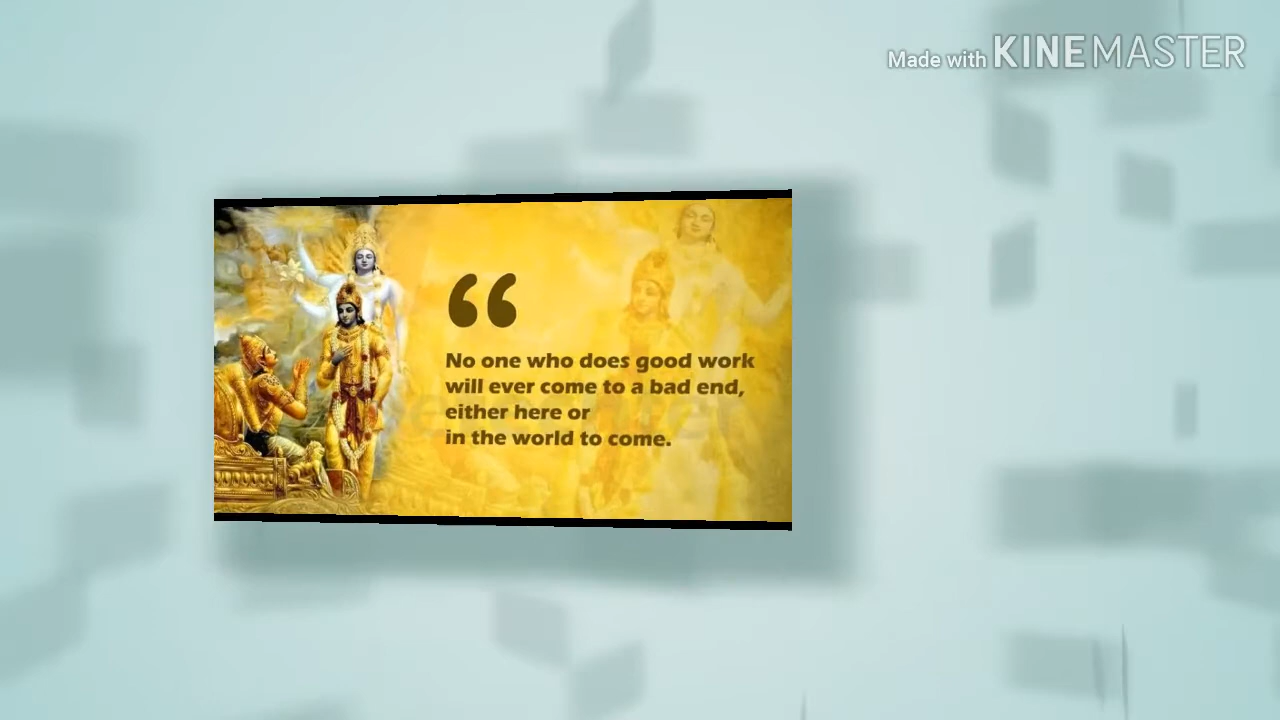 Made with KINEMASTER
“
No one who does good work
will ever come to a bad end,
either here or
in the world to come.